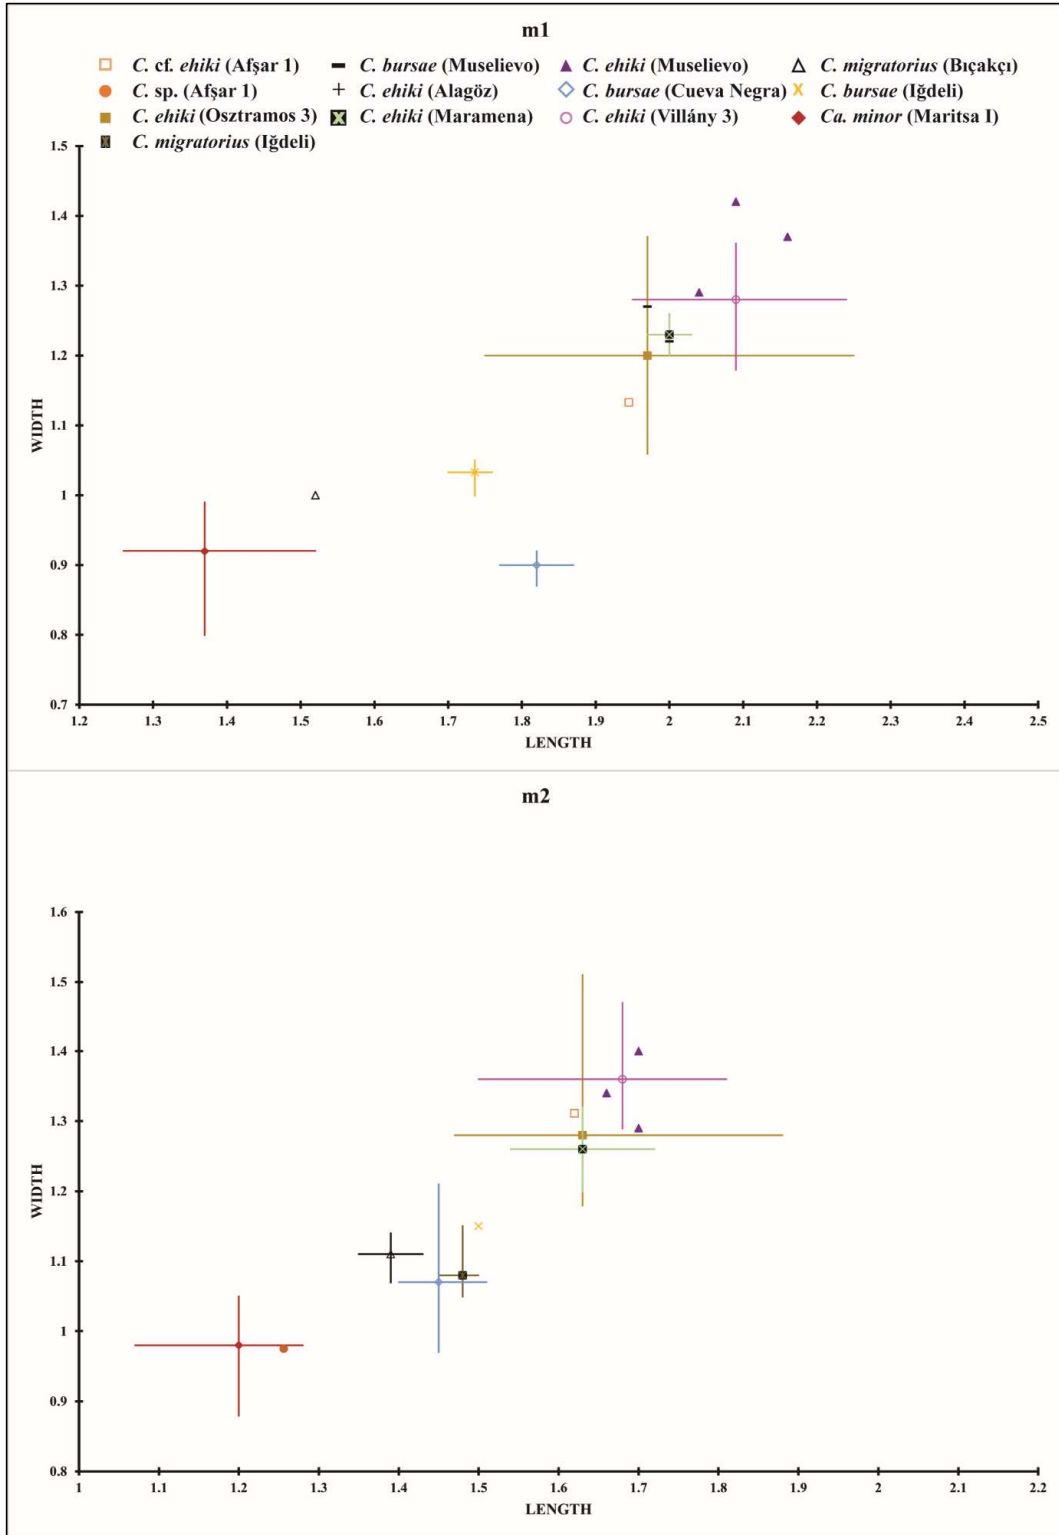 m1
C. cf. ehiki (Afşar 1) C. bursae (Muselievo) C. ehiki (Muselievo) C. migratorius (Bıçakçı)
C. sp. (Afşar 1) C. ehiki (Alagöz) C. bursae (Cueva Negra) C. bursae (Iğdeli)
C. ehiki (Osztramos 3) C. ehiki (Maramena) C. ehiki (Villány 3) Ca. minor (Maritsa I)
C. migratorius (Iğdeli)
1.5
1.4
1.3
1.2
1.1
1
0.9
0.8
0.7
WIDTH
1.2 1.3 1.4 1.5 1.6 1.7 1.8 1.9 2 2.1 2.2 2.3 2.4 2.5
LENGTH
m2
1.6
1.5
1.4
1.3
1.2
1.1
1
0.9
0.8
WIDTH
1 1.2 1.3 1.4 1.5 1.6 1.7 1.8 1.9 2 2.1 2.2
LENGTH